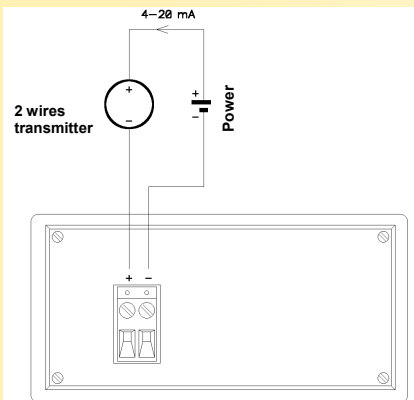 4-20 mA
+
+
2 wires
transmitter
-
-
Power
+ -